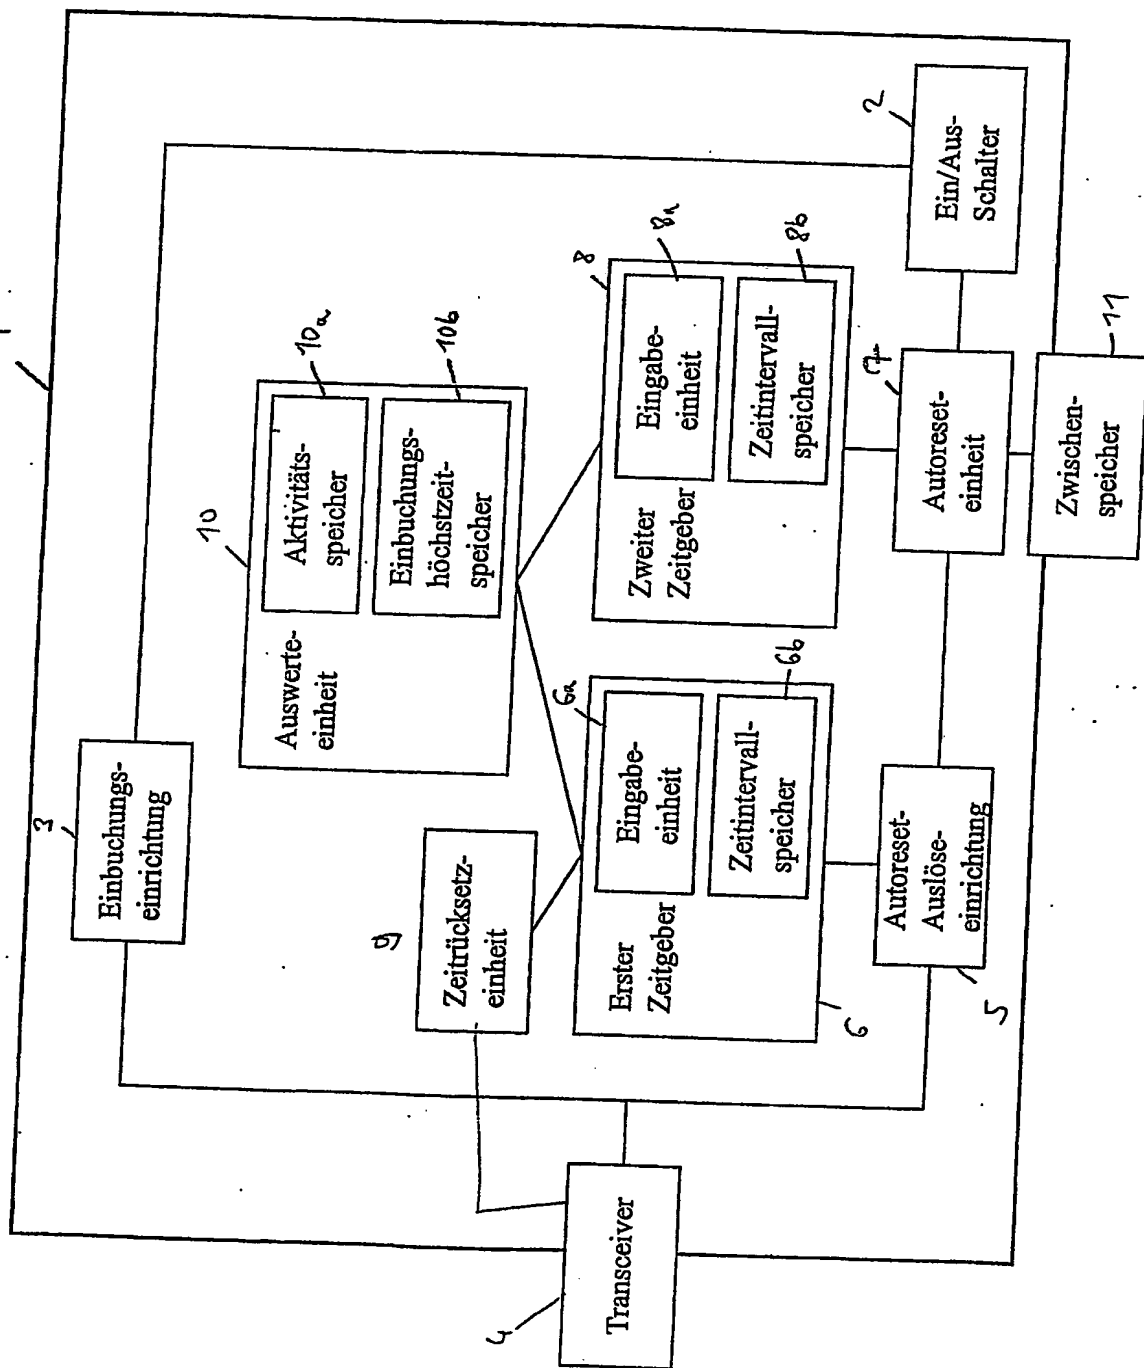 1
3
Einbuchungs-
einrichtung
10
Auswerte-
einheit
10a
Aktivitäts-
speicher
10b
Einbuchungs-
höchstzeit-
speicher
2
Ein/Aus-
Schalter
9
Zeitrücksetz-
einheit
4
Transceiver
6
Erster
Zeitgeber
6a
Eingabe-
einheit
6b
Zeitintervall-
speicher
8
Zweiter
Zeitgeber
8a
Eingabe-
einheit
8b
Zeitintervall-
speicher
5
Autoreset-
Auslöse-
einrichtung
7
Autoreset-
einheit
11
Zwischen-
speicher